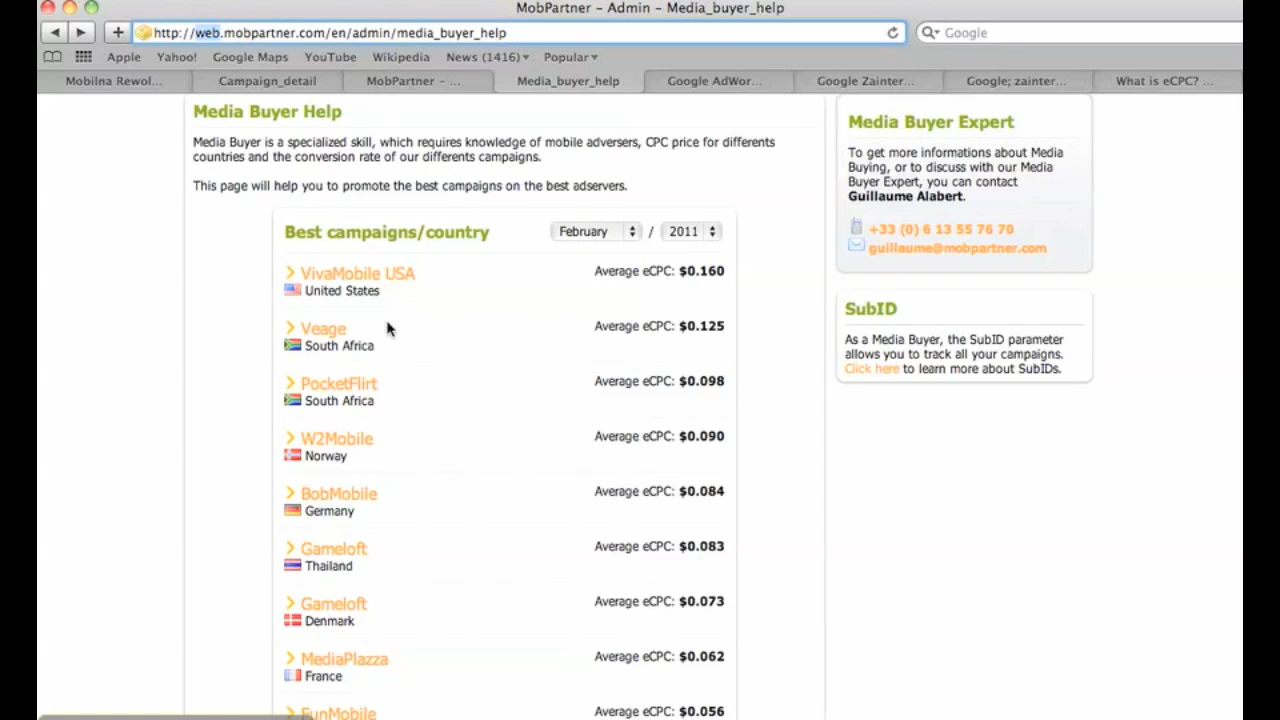 MobPartner – Admin – Media_buyer_help
http://web.mobpartner.com/en/admin/media_buyer_help
Google
Apple Yahoo! Google Maps YouTube Wikipedia News (1416) Popular
Mobilna Rewol... Campaign_detail MobPartner – ... Media_buyer_help Google AdWor... Google Zainter... Google; zainter... What is eCPC? ...
Media Buyer Help
Media Buyer is a specialized skill, which requires knowledge of mobile adversers, CPC price for differents
countries and the conversion rate of our differents campaigns.
This page will help you to promote the best campaigns on the best adservers.
Best campaigns/country February / 2011
VivaMobile USA Average eCPC: $0.160
United States
Veage Average eCPC: $0.125
South Africa
PocketFlirt Average eCPC: $0.098
South Africa
W2Mobile Average eCPC: $0.090
Norway
BobMobile Average eCPC: $0.084
Germany
Gameloft Average eCPC: $0.083
Thailand
Gameloft Average eCPC: $0.073
Denmark
MediaPlazza Average eCPC: $0.062
France
FunMobile Average eCPC: $0.056
Media Buyer Expert
To get more informations about Media
Buying, or to discuss with our Media
Buyer Expert, you can contact
Guillaume Alabert.
+33 (0) 6 13 55 76 70
guillaume@mobpartner.com
SubID
As a Media Buyer, the SubID parameter
allows you to track all your campaigns.
Click here to learn more about SubIDs.